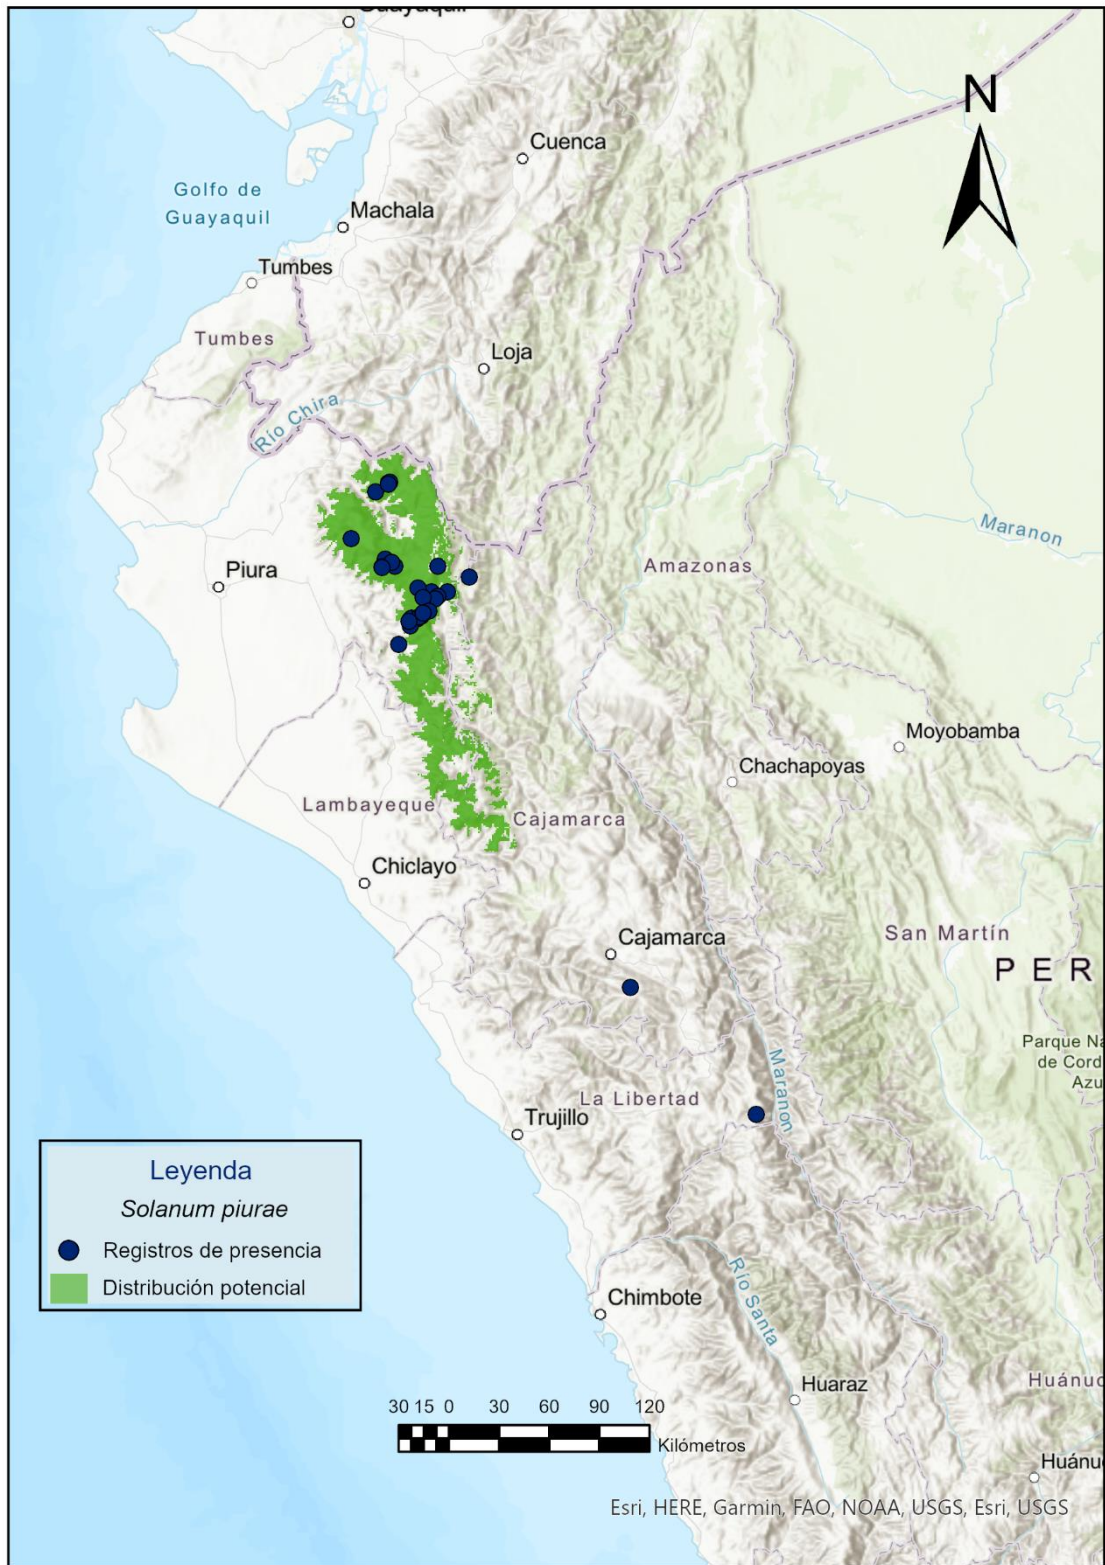 Guayaquil
N
Cuenca
Golfo de
Guayaquil
Machala
Tumbes
Tumbes
Loja
Río Chira
Maranon
Amazonas
Piura
Moyobamba
Chachapoyas
Lambayeque
Cajamarca
Chiclayo
Cajamarca
San Martín
PER
Parque Na
de Cord
Azu
Maranon
La Libertad
Trujillo
Leyenda
Solanum piurae
Registros de presencia
Distribución potencial
Río Santa
Chimbote
Huaraz
Huánuc
30 15 0 30 60 90 120
Kilómetros
Huánu
Esri, HERE, Garmin, FAO, NOAA, USGS, Esri, USGS